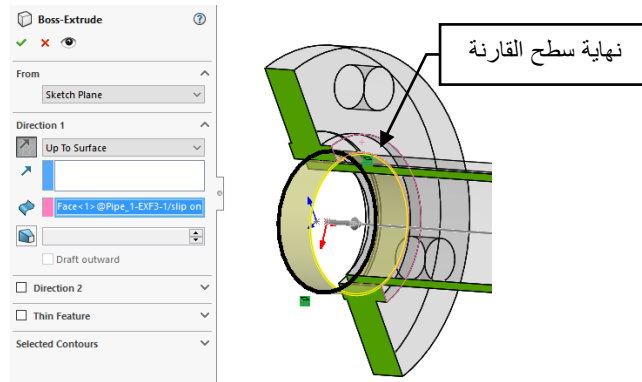 Boss-Extrude
From
Sketch Plane
Direction 1
Up To Surface
Face<1>@Pipe_1-EXF3-1/slip on
Draft outward
Direction 2
Thin Feature
Selected Contours
نهاية سطح القارنة